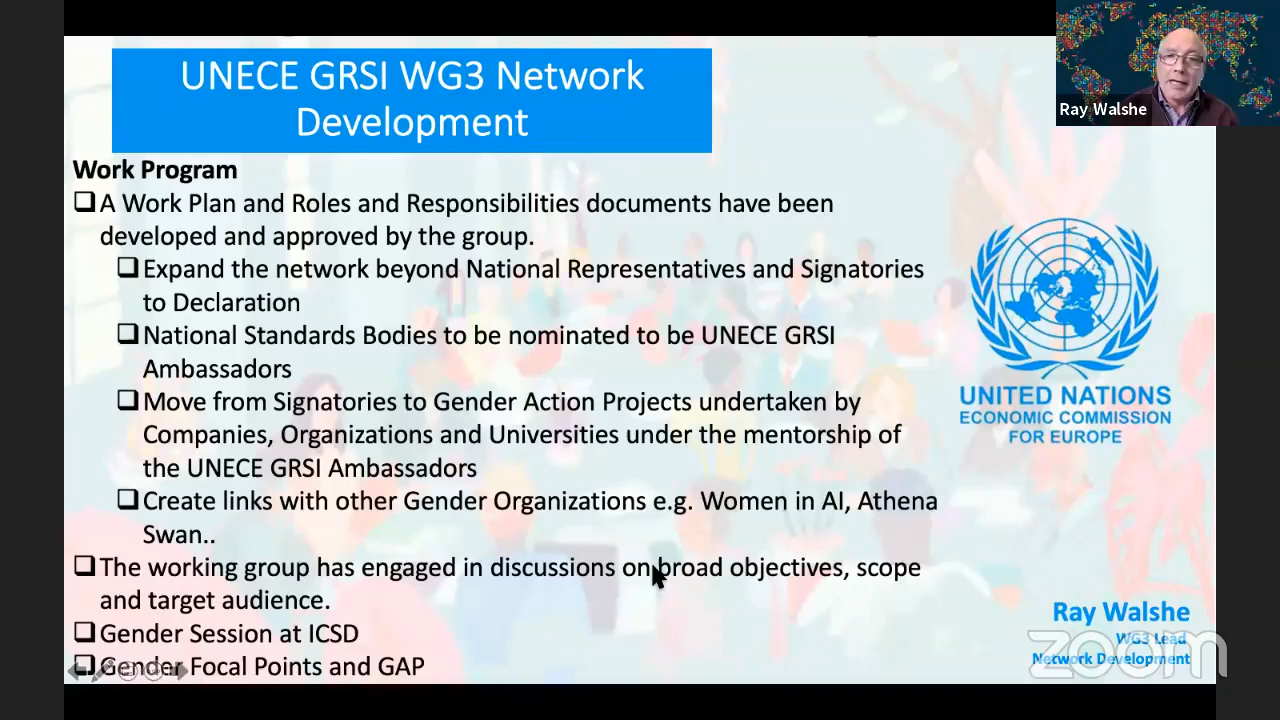 UNECE GRSI WG3 Network
Development
Ray Walshe
Work Program
A Work Plan and Roles and Responsibilities documents have been
developed and approved by the group.
Expand the network beyond National Representatives and Signatories
to Declaration
National Standards Bodies to be nominated to be UNECE GRSI
Ambassadors
Move from Signatories to Gender Action Projects undertaken by
Companies, Organizations and Universities under the mentorship of
the UNECE GRSI Ambassadors
Create links with other Gender Organizations e.g. Women in AI, Athena
Swan..
The working group has engaged in discussions on broad objectives, scope
and target audience.
Gender Session at ICSD
Gender Focal Points and GAP
UNITED NATIONS
ECONOMIC COMMISSION
FOR EUROPE
Ray Walshe
WG3 Lead
Network Development
zoom